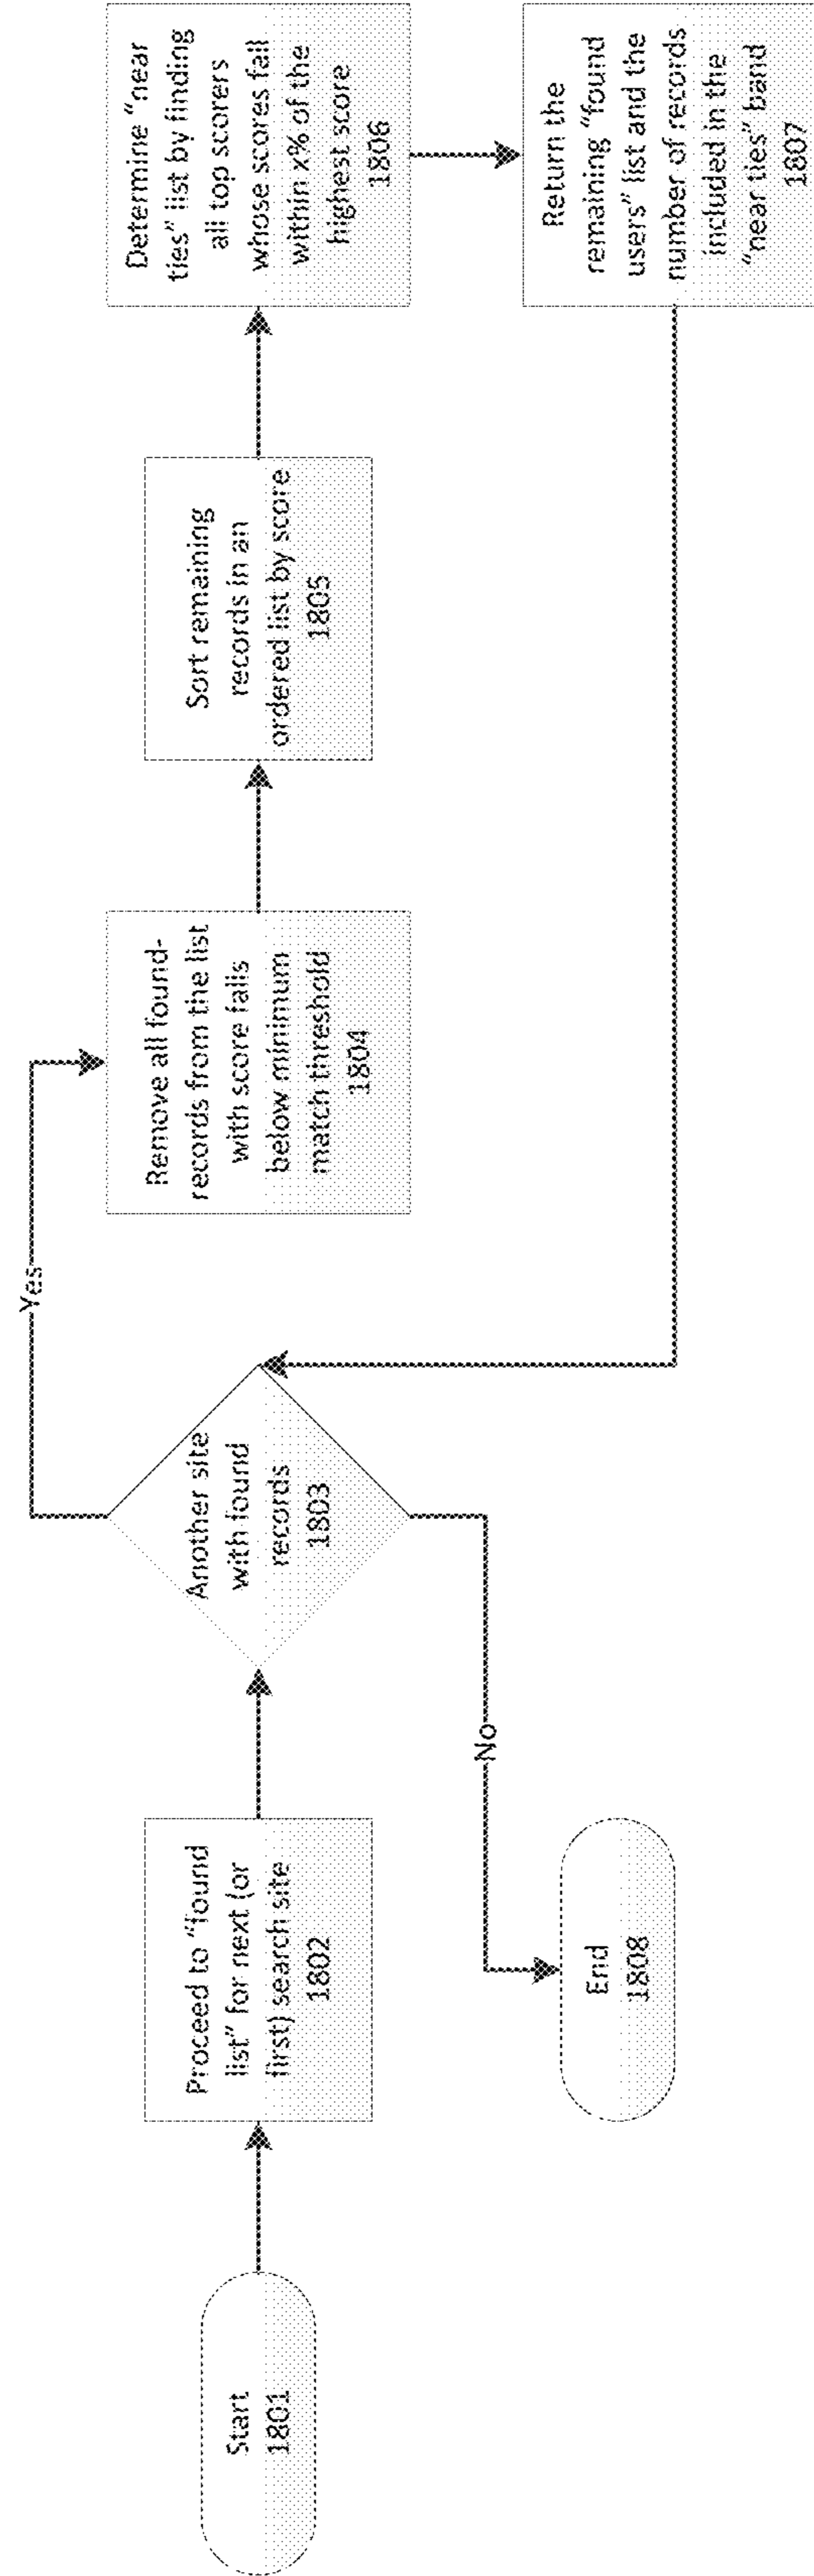 Start
1801
Proceed to “found
list” for next (or
first) search site
1802
Another site
with found
records
1803
Yes
No
End
1808
Remove all found-
records from the list
with score falls
below minimum
match threshold
1804
Sort remaining
records in an
ordered list by score
1805
Determine “near
ties” list by finding
all top scorers
whose scores fall
within x% of the
highest score
1806
Return the
remaining “found
users” list and the
number of records
included in the
“near ties” band
1807